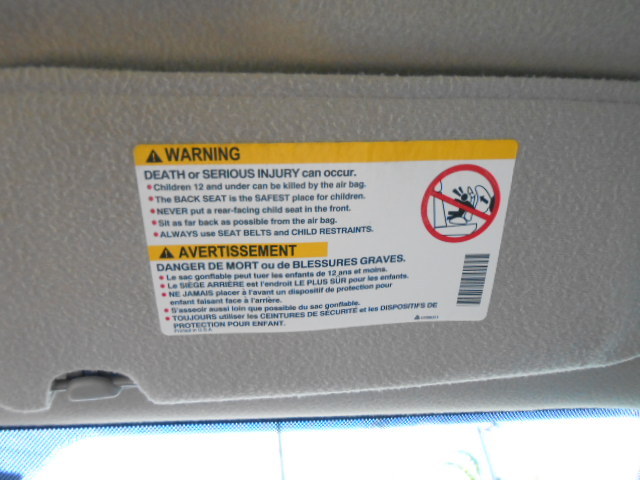 WARNING
DEATH or SERIOUS INJURY can occur.
• Children 12 and under can be killed by the air bag.
• The BACK SEAT is the SAFEST place for children.
• NEVER put a rear-facing child seat in the front.
• Sit as far back as possible from the air bag.
• ALWAYS use SEAT BELTS and CHILD RESTRAINTS.
AVERTISSEMENT
DANGER DE MORT ou de BLESSURES GRAVES.
• Le sac gonflable peut tuer les enfants de 12 ans et moins.
• Le SIÈGE ARRIÈRE est l'endroit LE PLUS SÛR pour les enfants.
• NE JAMAIS placer à l'avant un dispositif de protection pour
enfant faisant face à l'arrière.
• S'asseoir aussi loin que possible du sac gonflable.
• TOUJOURS utiliser les CEINTURES DE SÉCURITÉ et les DISPOSITIFS DE
PROTECTION POUR ENFANT.